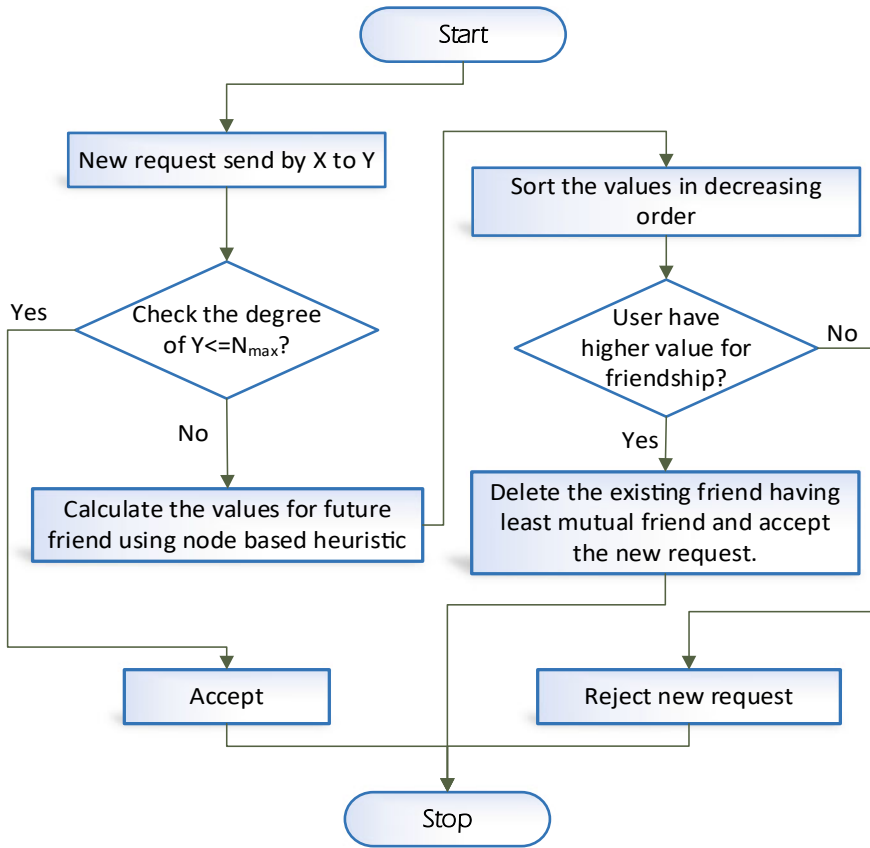 Start
New request send by X to Y
Check the degree
of Y<=Nmax?
Yes
No
Calculate the values for future
friend using node based heuristic
Sort the values in decreasing
order
User have
higher value for
friendship?
No
Yes
Delete the existing friend having
least mutual friend and accept
the new request.
Accept
Reject new request
Stop